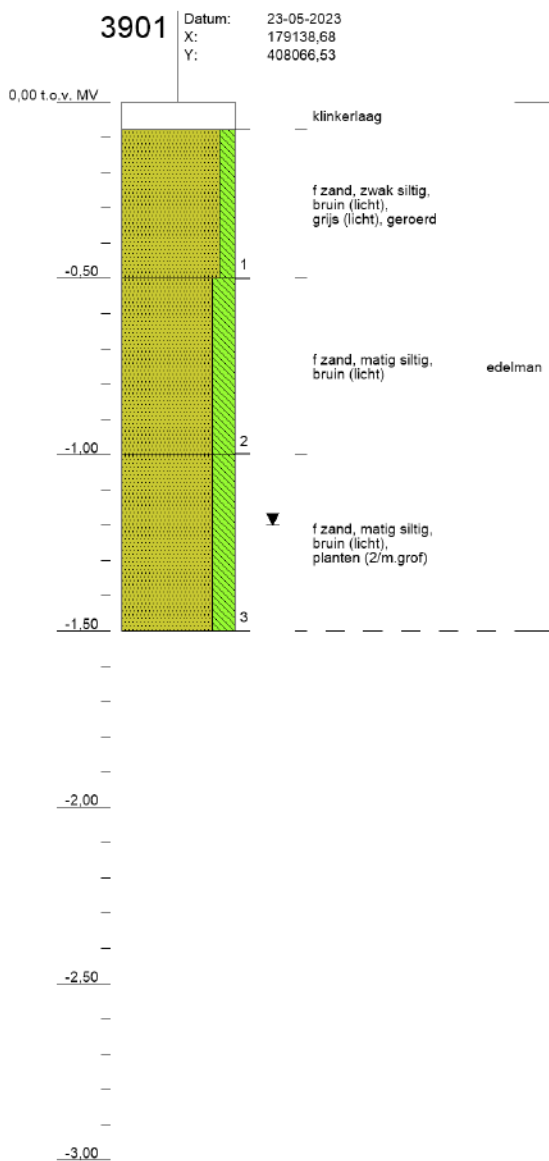 3901
Datum: 23-05-2023
X: 179138,68
Y: 408066,53
0,00 t.o.v. MV
klinkerlaag
f zand, zwak siltig,
bruin (licht),
grijs (licht), geroerd
1
-0,50
f zand, matig siltig,
bruin (licht)
edelman
2
-1,00
f zand, matig siltig,
bruin (licht),
planten (2/m.grof)
3
-1,50
-2,00
-2,50
-3,00